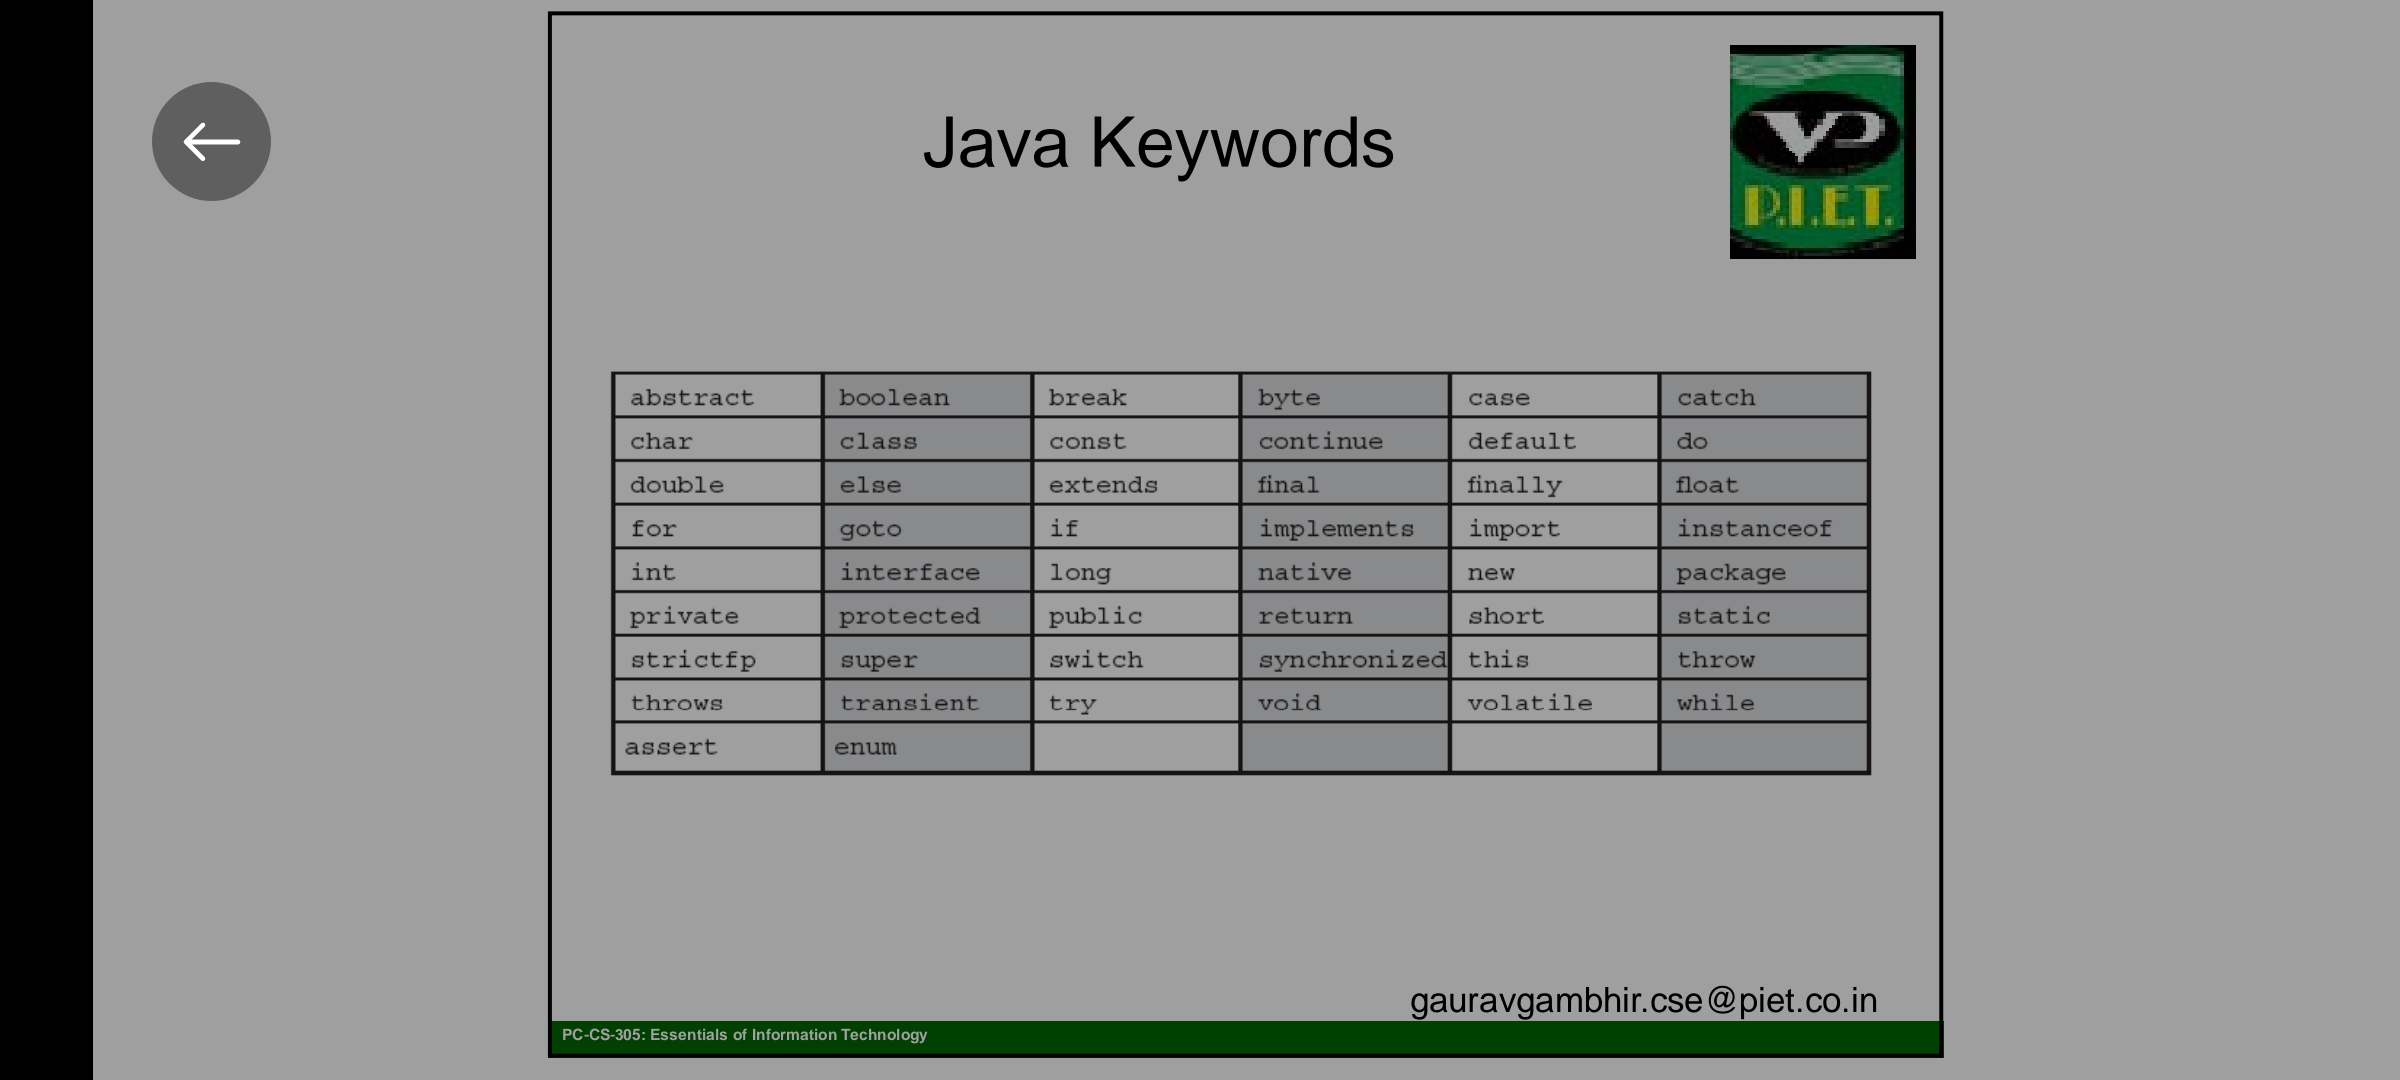 Java Keywords
VP
P.I.E.T.
abstract boolean break byte case catch
char class const continue default do
double else extends final finally float
for goto if implements import instanceof
int interface long native new package
private protected public return short static
strictfp super switch synchronized this throw
throws transient try void volatile while
assert enum
gauravgambhir.cse@piet.co.in
PC-CS-305: Essentials of Information Technology